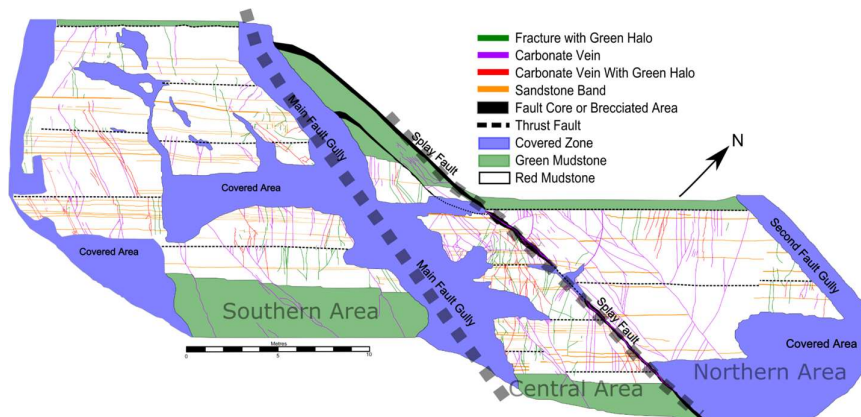 Fracture with Green Halo
Carbonate Vein
Carbonate Vein With Green Halo
Sandstone Band
Fault Core or Brecciated Area
Thrust Fault
Covered Zone
Green Mudstone
Red Mudstone
N
Main Fault Gully
Splay Fault
Covered Area
Covered Area
Main Fault Gully
Second Fault Gully
Splay Fault
Southern Area
Covered Area
Northern Area
Central Area
Metres
0 5 10